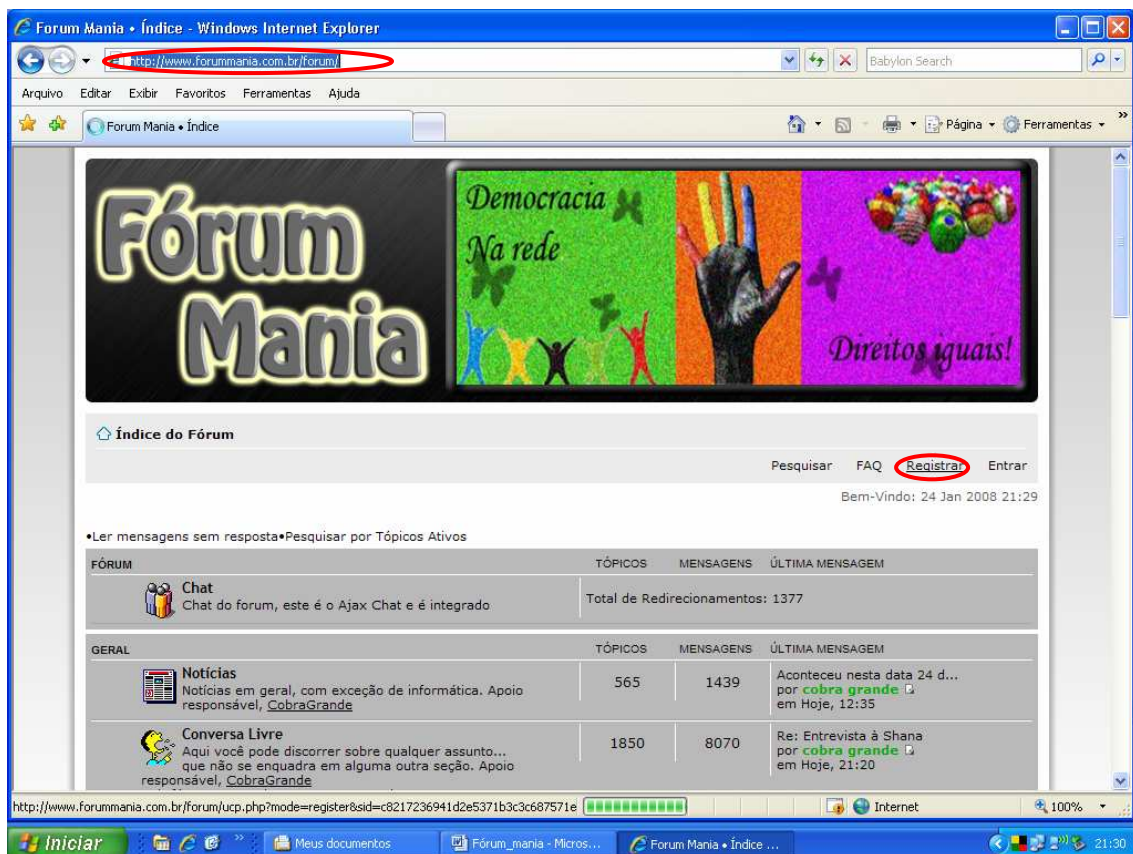 Forum Mania • Índice - Windows Internet Explorer
http://www.forummania.com.br/forum/
Babylon Search
Arquivo Editar Exibir Favoritos Ferramentas Ajuda
Forum Mania • Índice
Página
Ferramentas
Fórum
Mania
Democracia
Na rede
Direitos iguais!
Índice do Fórum
Pesquisar FAQ Registrar Entrar
Bem-Vindo: 24 Jan 2008 21:29
•Ler mensagens sem resposta•Pesquisar por Tópicos Ativos
FÓRUM TÓPICOS MENSAGENS ÚLTIMA MENSAGEM
Chat
Chat do forum, este é o Ajax Chat e é integrado
Total de Redirecionamentos: 1377
GERAL TÓPICOS MENSAGENS ÚLTIMA MENSAGEM
Notícias
Notícias em geral, com exceção de informática. Apoio
responsável, CobraGrande
565 1439
Aconteceu nesta data 24 d...
por cobra grande
em Hoje, 12:35
Conversa Livre
Aqui você pode discorrer sobre qualquer assunto...
que não se enquadra em alguma outra seção. Apoio
responsável, CobraGrande
1850 8070
Re: Entrevista à Shana
por cobra grande
em Hoje, 21:20
http://www.forummania.com.br/forum/ucp.php?mode=register&sid=c8217236941d2e5371b3c3c687571e
Internet
100%
Iniciar
Meus documentos
Fórum_mania - Micros...
Forum Mania • Índice ...
21:30